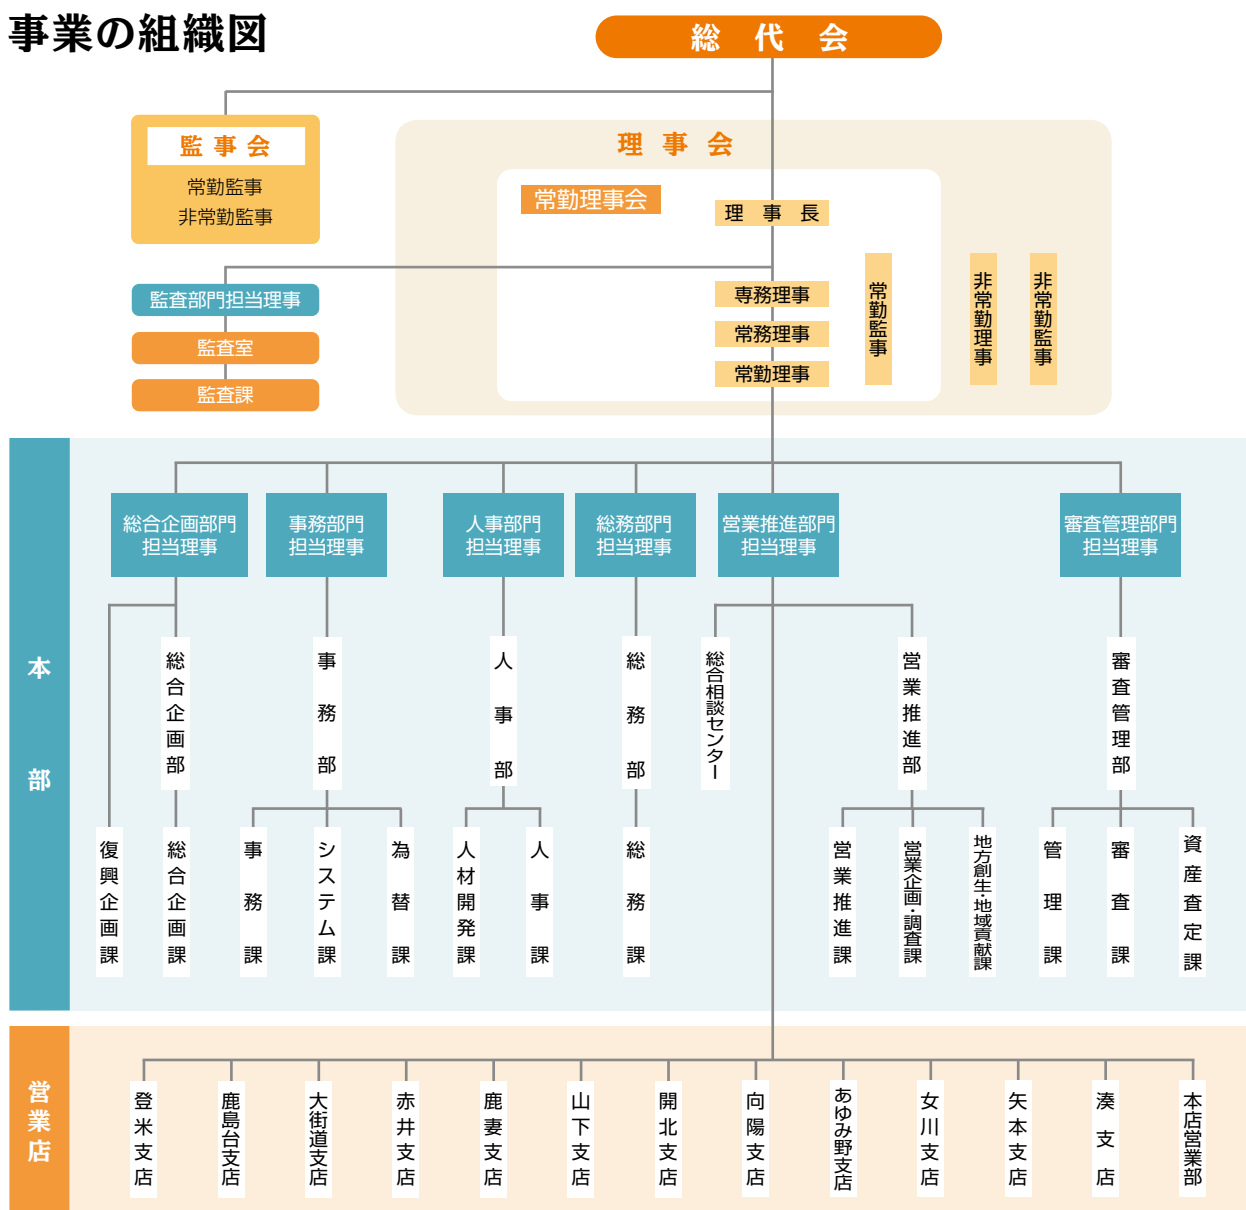 事業の組織図
総代会
監事会
常勤監事
非常勤監事
理事会
常勤理事会
理事長
専務理事
常務理事
常勤理事
常勤監事
非常勤理事
非常勤監事
監査部門担当理事
監査室
監査課
本部
総合企画部門
担当理事
事務部門
担当理事
人事部門
担当理事
総務部門
担当理事
営業推進部門
担当理事
審査管理部門
担当理事
総合企画部
事務部
人事部
総務部
総合相談センター
営業推進部
審査管理部
復興企画課
総合企画課
事務課
システム課
為替課
人材開発課
人事課
総務課
営業推進課
営業企画・調査課
地方創生・地域貢献課
管理課
審査課
資産査定課
営業店
登米支店
鹿島台支店
大街道支店
赤井支店
鹿妻支店
山下支店
開北支店
向陽支店
あゆみ野支店
女川支店
矢本支店
湊支店
本店営業部